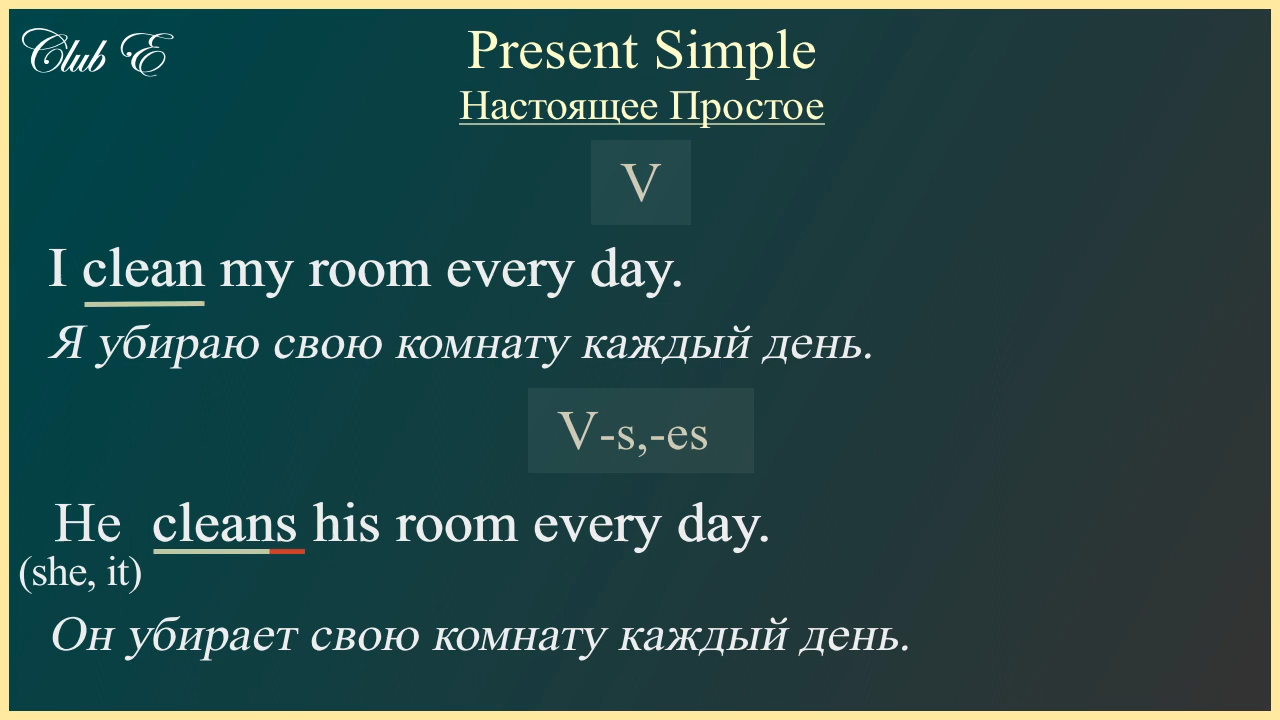 Club E
Present Simple
Настоящее Простое
V
I clean my room every day.
Я убираю свою комнату каждый день.
V-s,-es
He cleans his room every day.
(she, it)
Он убирает свою комнату каждый день.